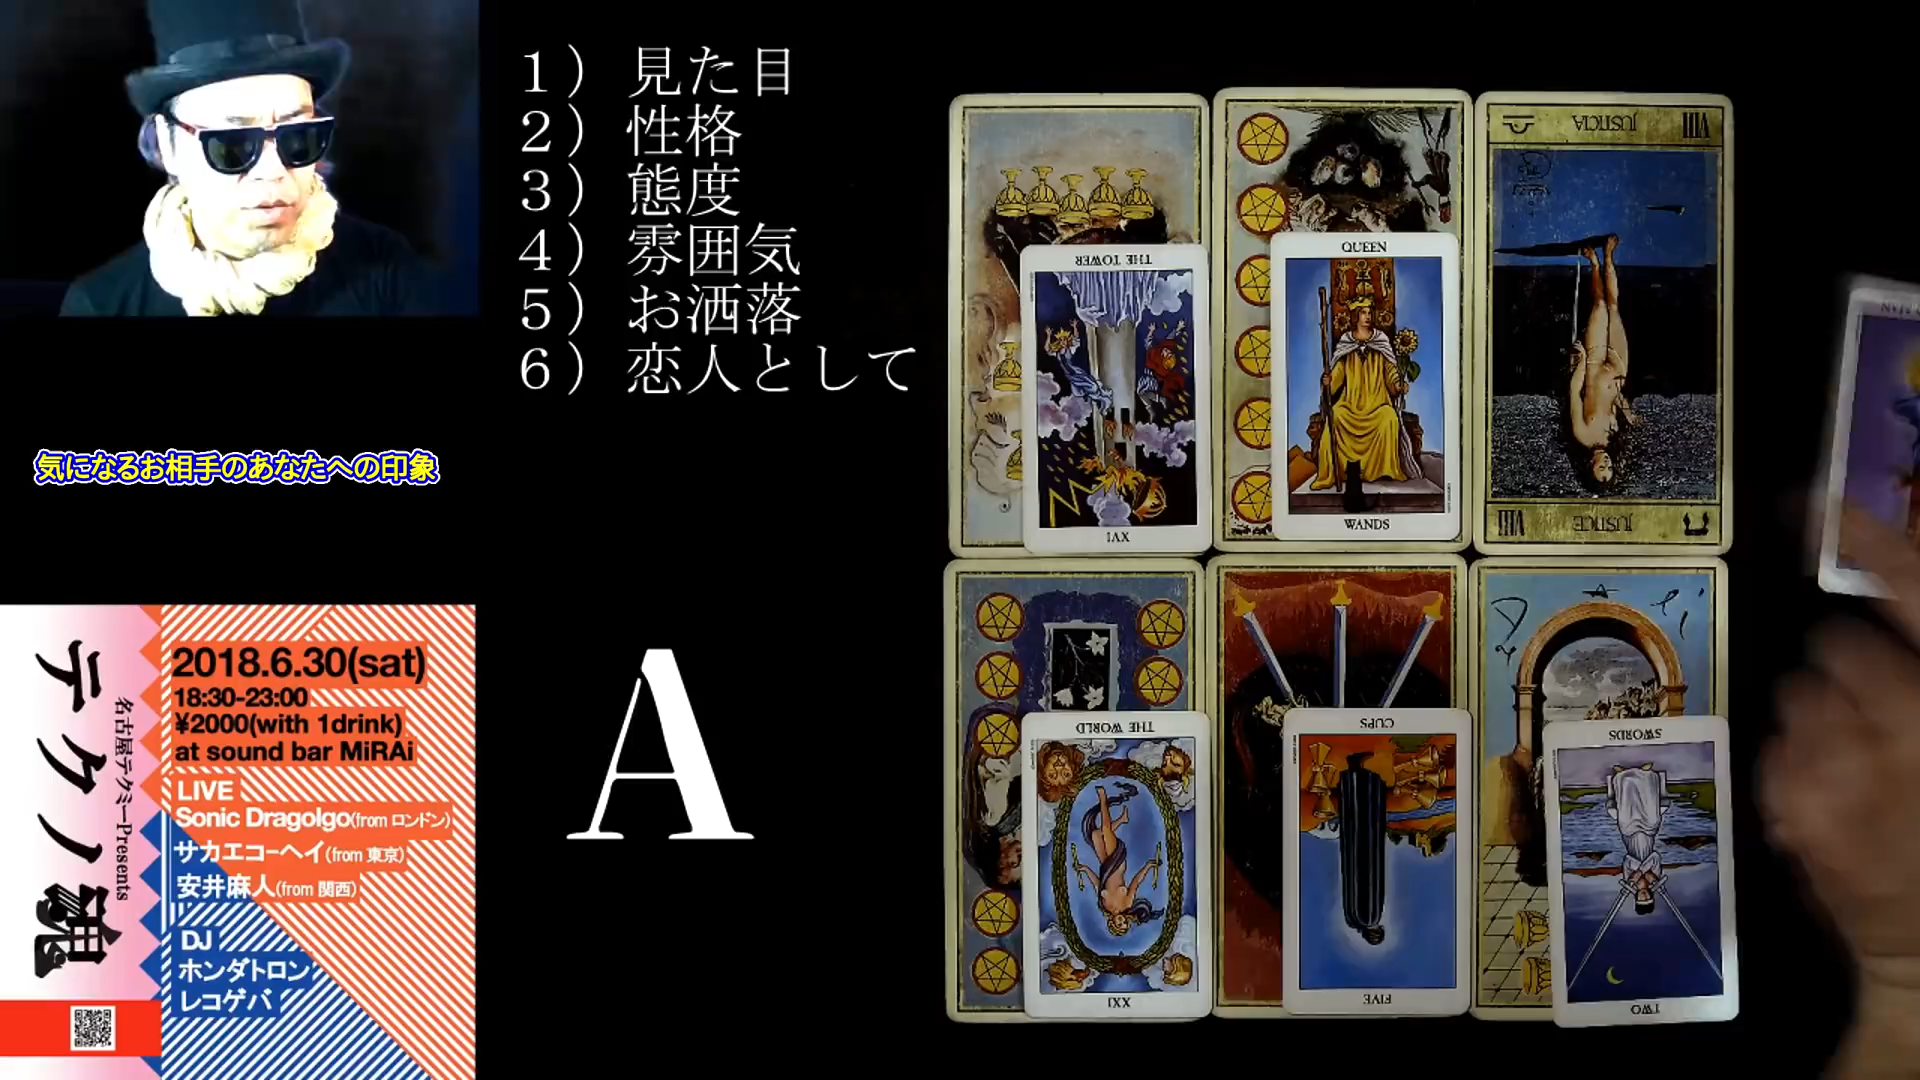 1） 見た目
2） 性格
3） 態度
4） 雰囲気
5） お洒落
6） 恋人として
気になるお相手のあなたへの印象
A
テクノ魂
名古屋テクミーPresents
2018.6.30(sat)
18:30-23:00
¥2000(with 1drink)
at sound bar MiRAi
LIVE
Sonic Dragolgo(from ロンドン)
サカエコーヘイ(from 東京)
安井麻人(from 関西)
DJ
ホンダトロン
レコゲバ
THE TOWER
XVI
QUEEN
WANDS
VIII JUSTICIA
JUSTICE VIII
THE WORLD
XXI
CUPS
FIVE
SWORDS
TWO